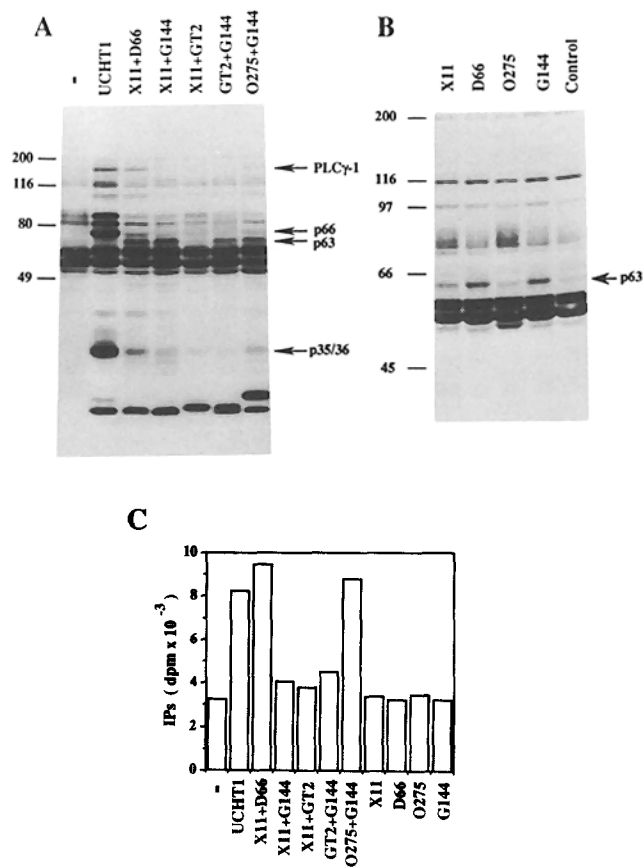 A
-
UCHT1
X11+D66
X11+G144
X11+GT2
GT2+G144
O275+G144
200
116
80
49
PLCγ-1
p66
p63
p35/36
B
X11
D66
O275
G144
Control
200
116
97
66
45
p63
C
IPs ( dpm x 10 -3 )
10
8
6
4
2
0
-
UCHT1
X11+D66
X11+G144
X11+GT2
GT2+G144
O275+G144
X11
D66
O275
G144